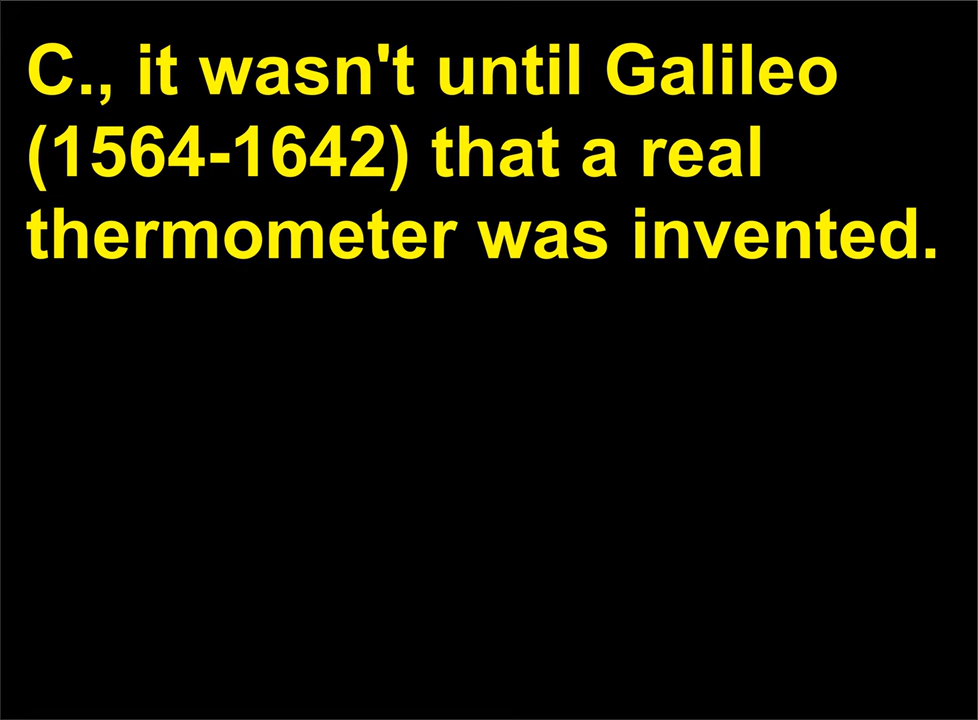 C., it wasn't until Galileo
(1564-1642) that a real
thermometer was invented.